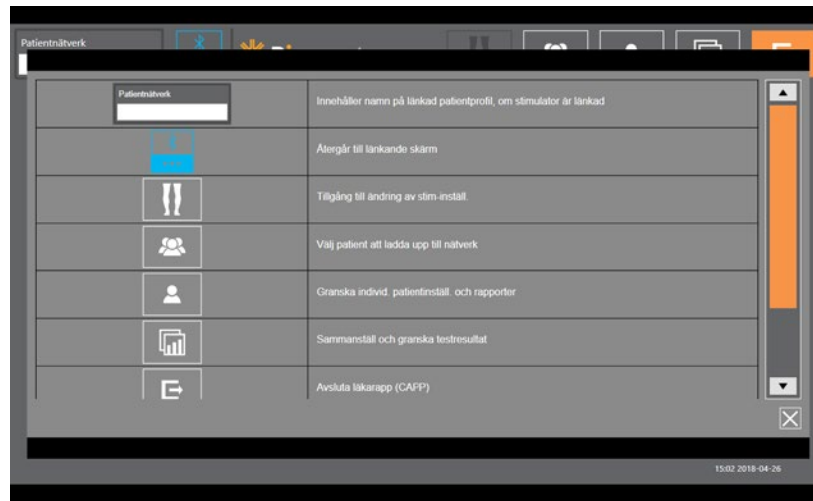 Patientnätverk
Patientnätverk
Innehåller namn på länkad patientprofil, om stimulator är länkad
Återgår till länkande skärm
Tillgång till ändring av stim-inställ.
Välj patient att ladda upp till nätverk
Granska individ. patientinställ. och rapporter
Sammanställ och granska testresultat
Avsluta läkarapp (CAPP)
15:02 2018-04-26